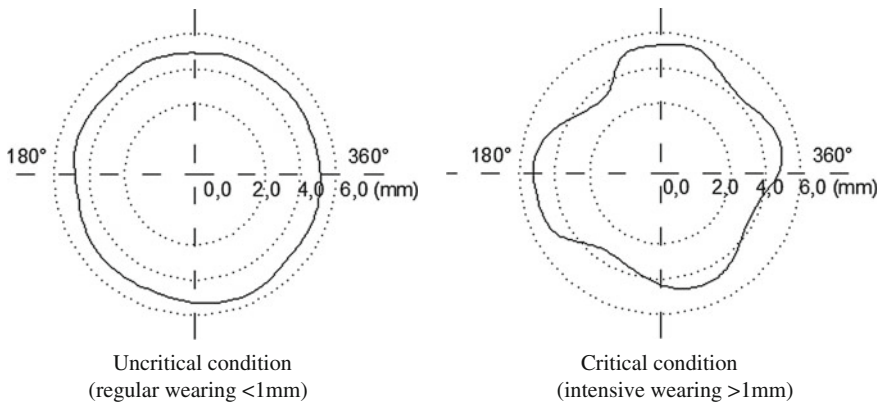 180° 360°
0,0 2,0 4,0 6,0 (mm)
Uncritical condition
(regular wearing <1mm)
180° 360°
0,0 2,0 4,0 6,0 (mm)
Critical condition
(intensive wearing >1mm)